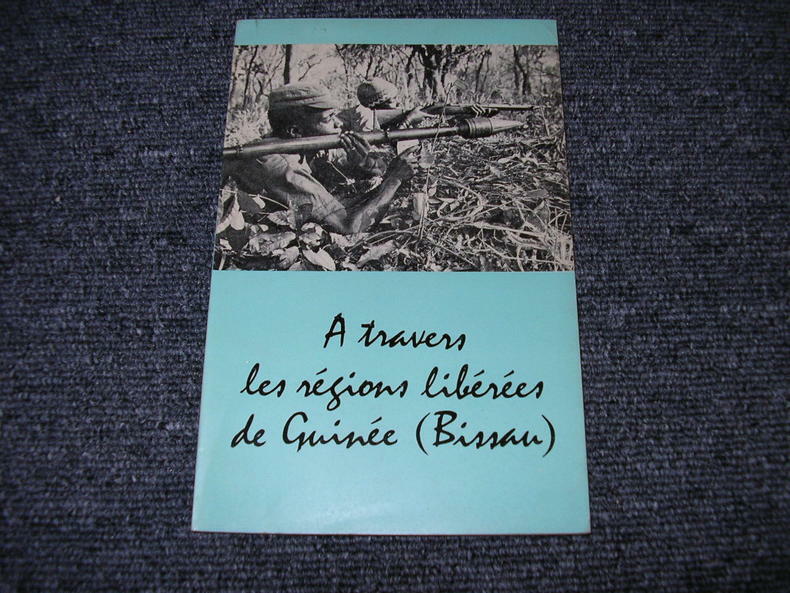 A travers
les régions libérées
de Guinée (Bissau)